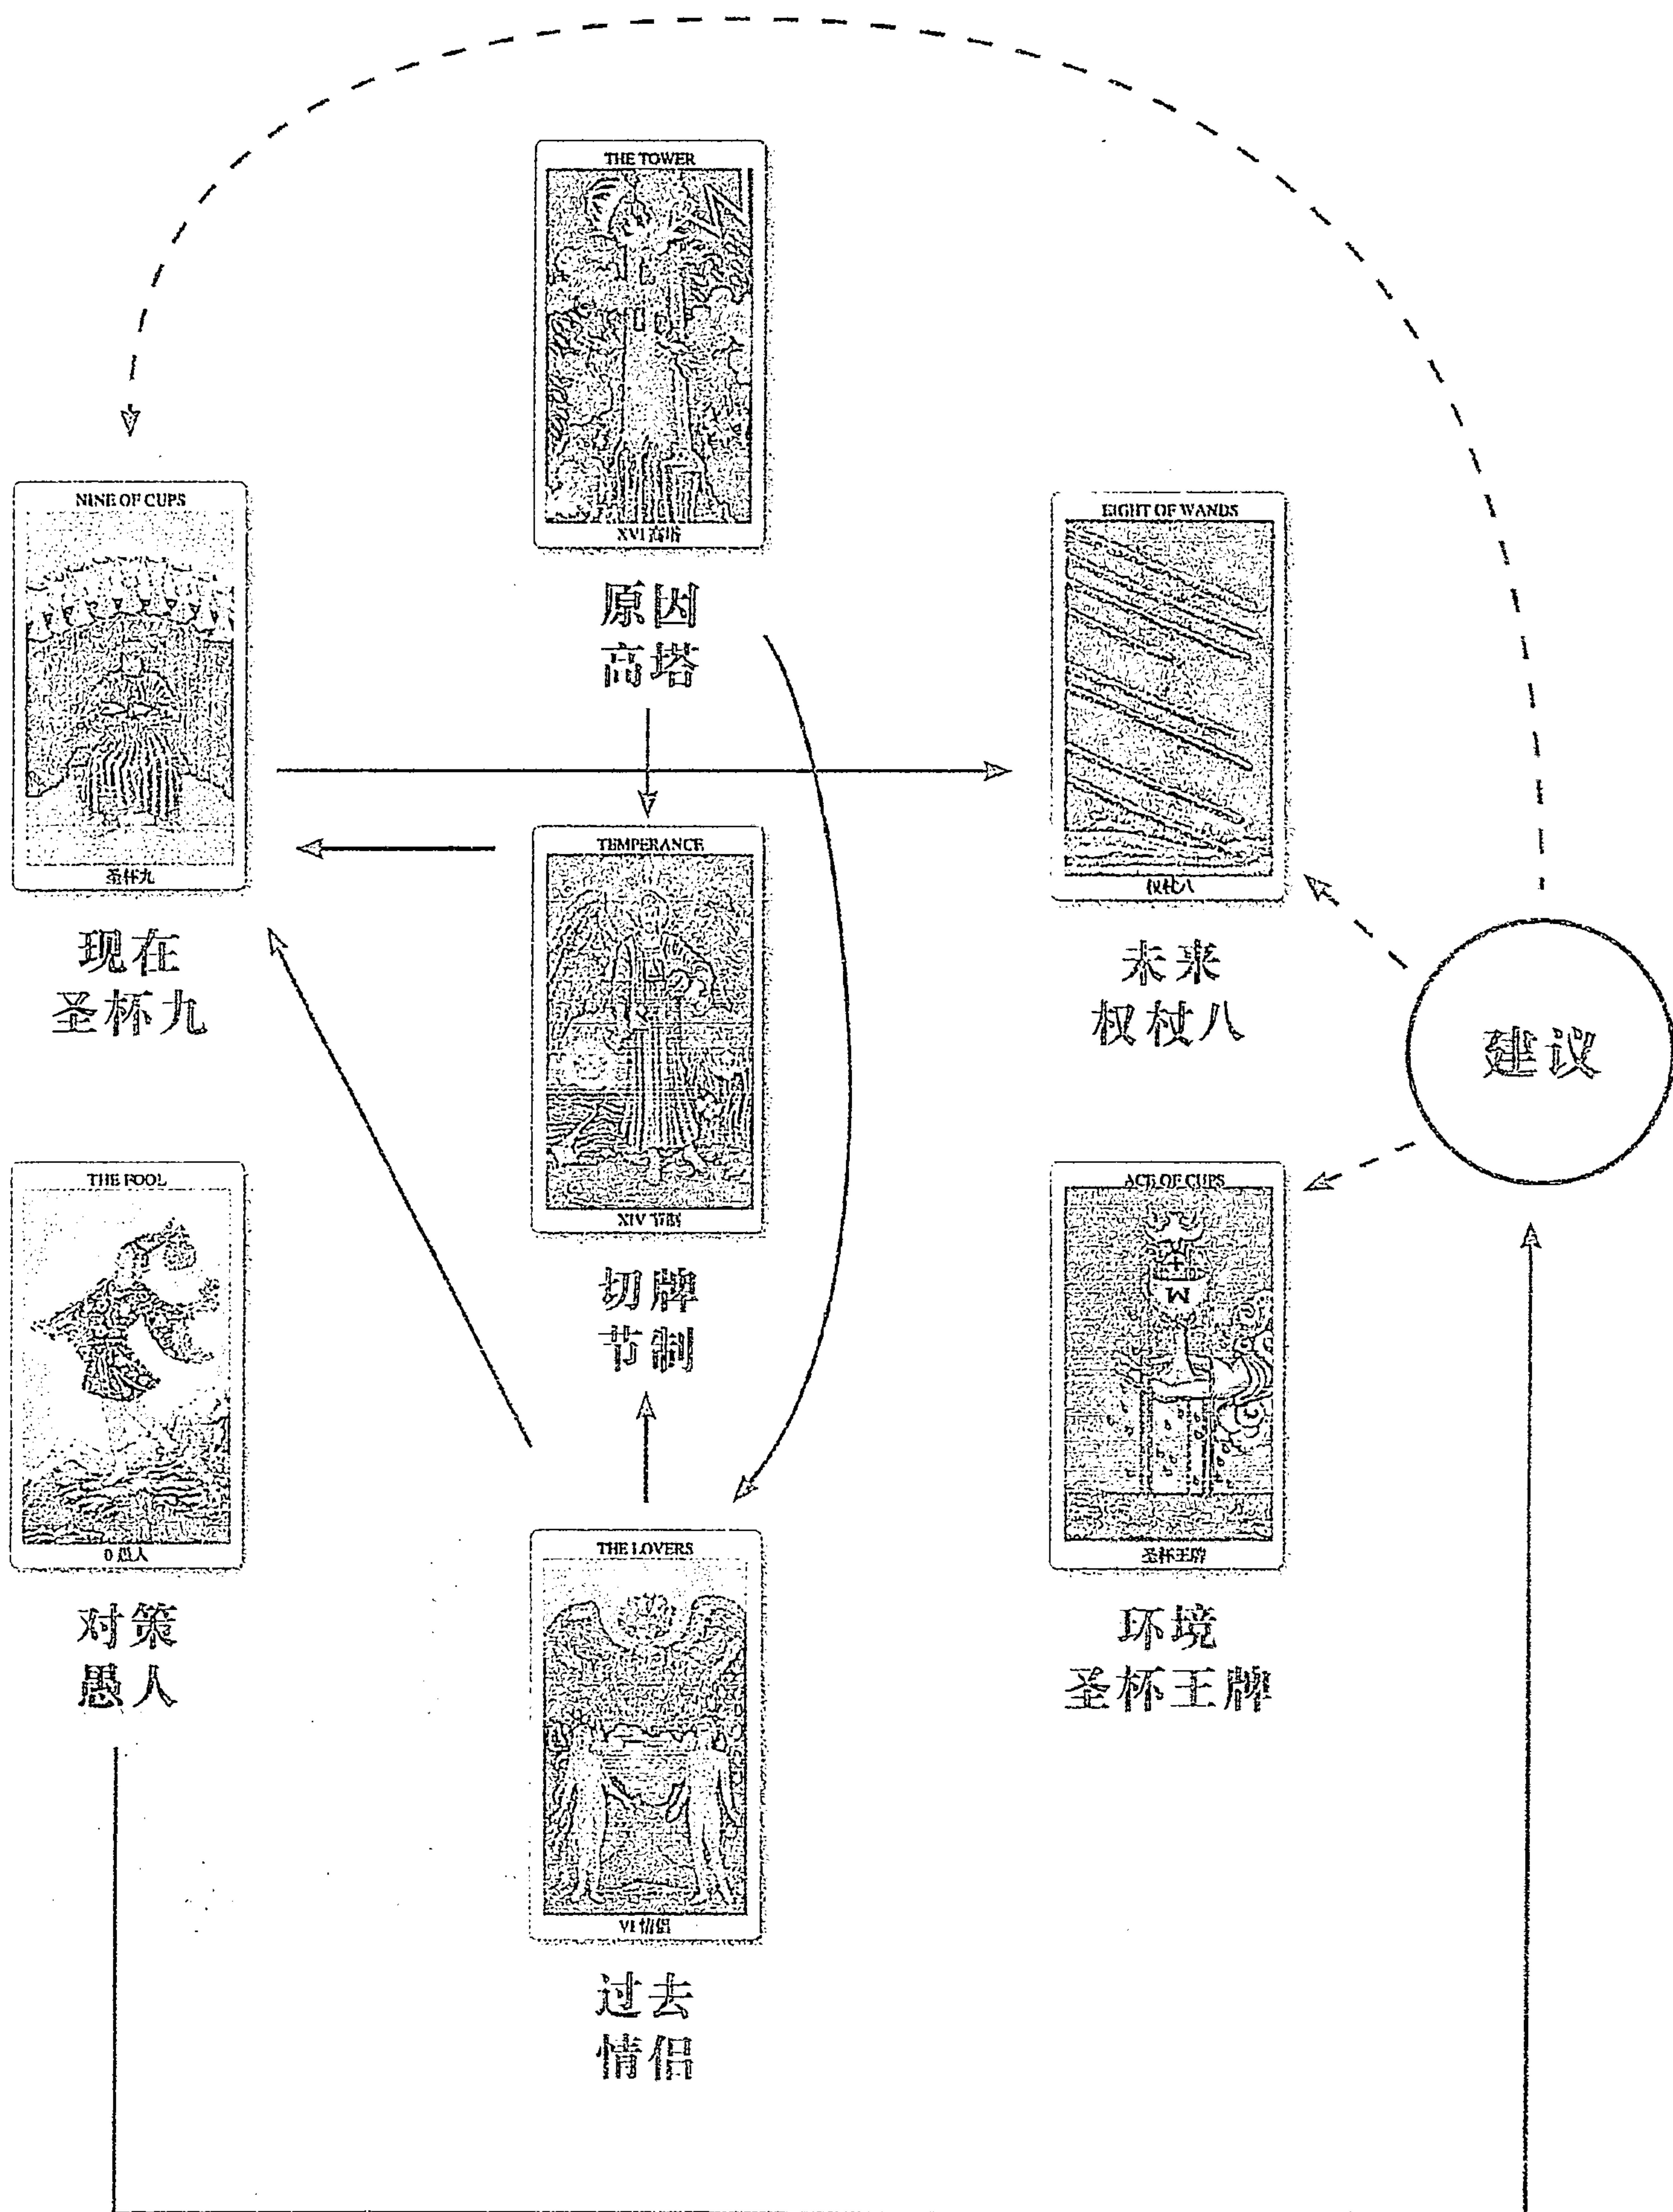 THE TOWER
XVI 高塔
原因
高塔
NINE OF CUPS
圣杯九
现在
圣杯九
EIGHT OF WANDS
权杖八
未来
权杖八
TEMPERANCE
XIV 节制
切牌
节制
建议
THE FOOL
0 愚人
对策
愚人
ACE OF CUPS
M
圣杯王牌
环境
圣杯王牌
THE LOVERS
VI 情侣
过去
情侣